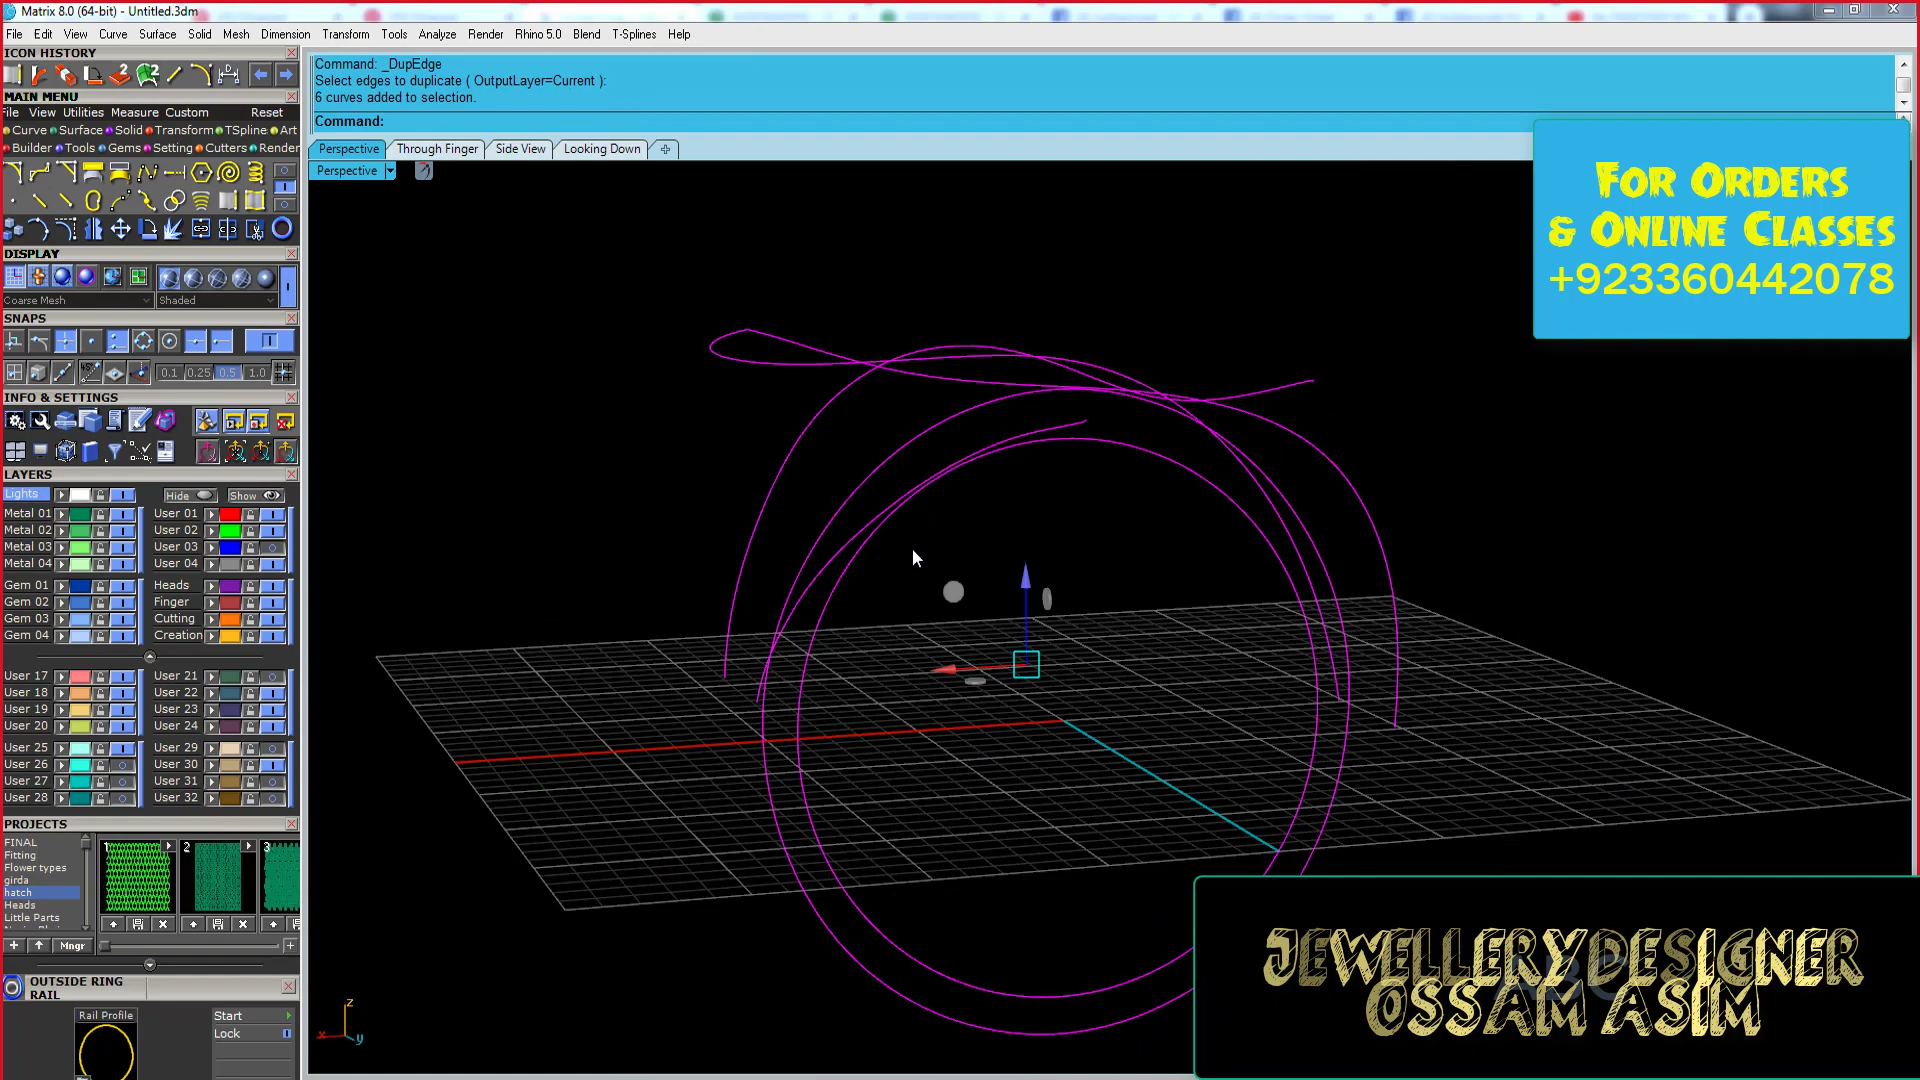 Matrix 8.0 (64-bit) - Untitled.3dm
File Edit View Curve Surface Solid Mesh Dimension Transform Tools Analyze Render Rhino 5.0 Blend T-Splines Help
ICON HISTORY
MAIN MENU
File View Utilities Measure Custom Reset
Curve Surface Solid Transform TSpline Art
Builder Tools Gems Setting Cutters Render
DISPLAY
Coarse Mesh Shaded
SNAPS
0.1 0.25 0.5 1.0
INFO & SETTINGS
LAYERS
Lights Hide Show
Metal 01 User 01
Metal 02 User 02
Metal 03 User 03
Metal 04 User 04
Gem 01 Heads
Gem 02 Finger
Gem 03 Cutting
Gem 04 Creation
User 17 User 21
User 18 User 22
User 19 User 23
User 20 User 24
User 25 User 29
User 26 User 30
User 27 User 31
User 28 User 32
PROJECTS
FINAL
Fitting
Flower types
girda
hatch
Heads
Little Parts
1 2 3
Mngr
OUTSIDE RING
RAIL
Rail Profile
Start
Lock
Command: _DupEdge
Select edges to duplicate ( OutputLayer=Current ):
6 curves added to selection.
Command:
Perspective Through Finger Side View Looking Down
Perspective
z
x
y
For Orders
& Online Classes
+923360442078
JEWELLERY DESIGNER
OSSAM ASIM